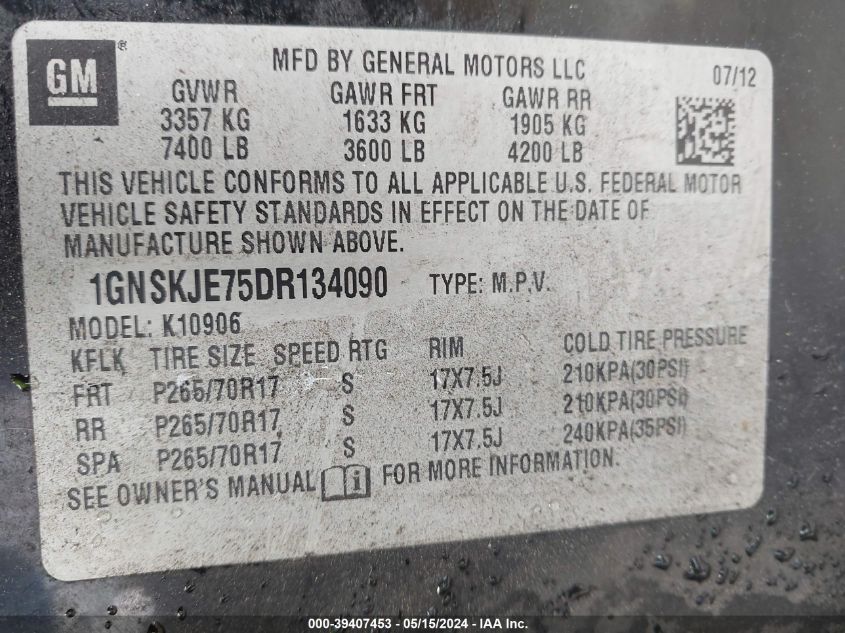 GM ®
MFD BY GENERAL MOTORS LLC 07/12
GVWR GAWR FRT GAWR RR
3357 KG 1633 KG 1905 KG
7400 LB 3600 LB 4200 LB
THIS VEHICLE CONFORMS TO ALL APPLICABLE U.S. FEDERAL MOTOR
VEHICLE SAFETY STANDARDS IN EFFECT ON THE DATE OF
MANUFACTURE SHOWN ABOVE.
1GNSKJE75DR134090 TYPE: M.P.V.
MODEL: K10906
KFLK TIRE SIZE SPEED RTG RIM COLD TIRE PRESSURE
FRT P265/70R17 S 17X7.5J 210KPA(30PSI)
RR P265/70R17 S 17X7.5J 210KPA(30PSI)
SPA P265/70R17 S 17X7.5J 240KPA(35PSI)
SEE OWNER'S MANUAL FOR MORE INFORMATION.
000-39407453 - 05/15/2024 - IAA Inc.